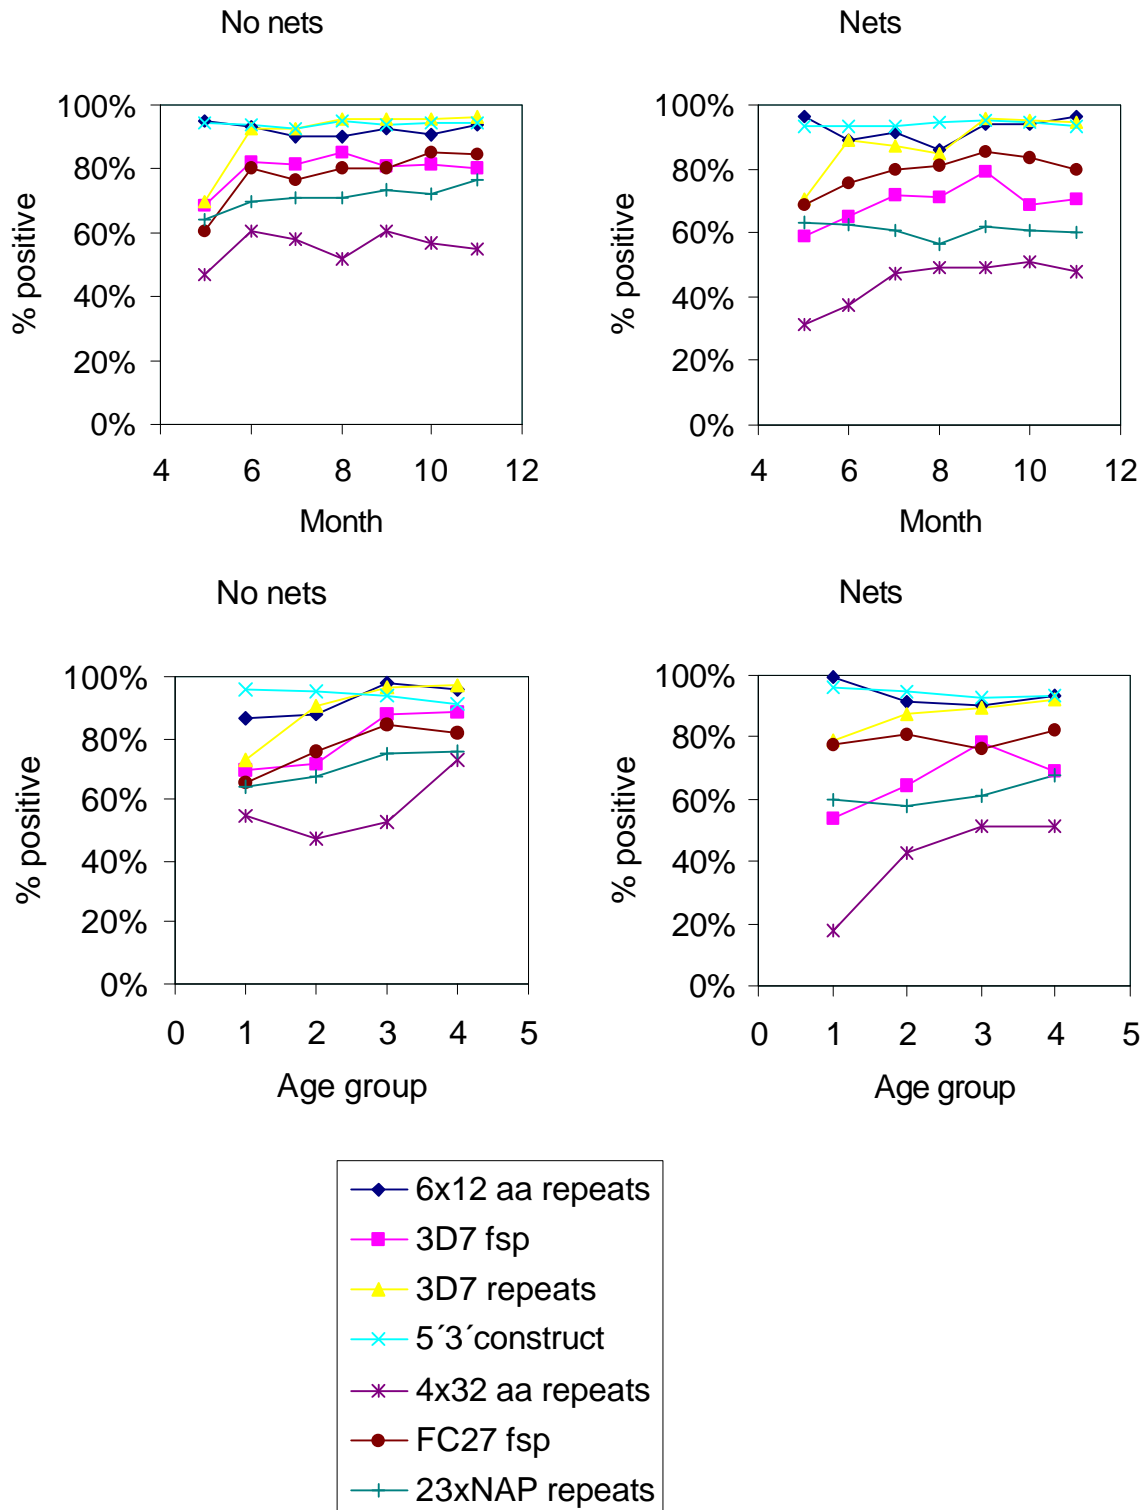 No nets
Nets
100%
80%
60%
40%
20%
0%
% positive
4 6 8 10 12
Month
100%
80%
60%
40%
20%
0%
% positive
4 6 8 10 12
Month
No nets
Nets
100%
80%
60%
40%
20%
0%
% positive
0 1 2 3 4 5
Age group
100%
80%
60%
40%
20%
0%
% positive
0 1 2 3 4 5
Age group
6x12 aa repeats
3D7 fsp
3D7 repeats
5´3´construct
4x32 aa repeats
FC27 fsp
23xNAP repeats